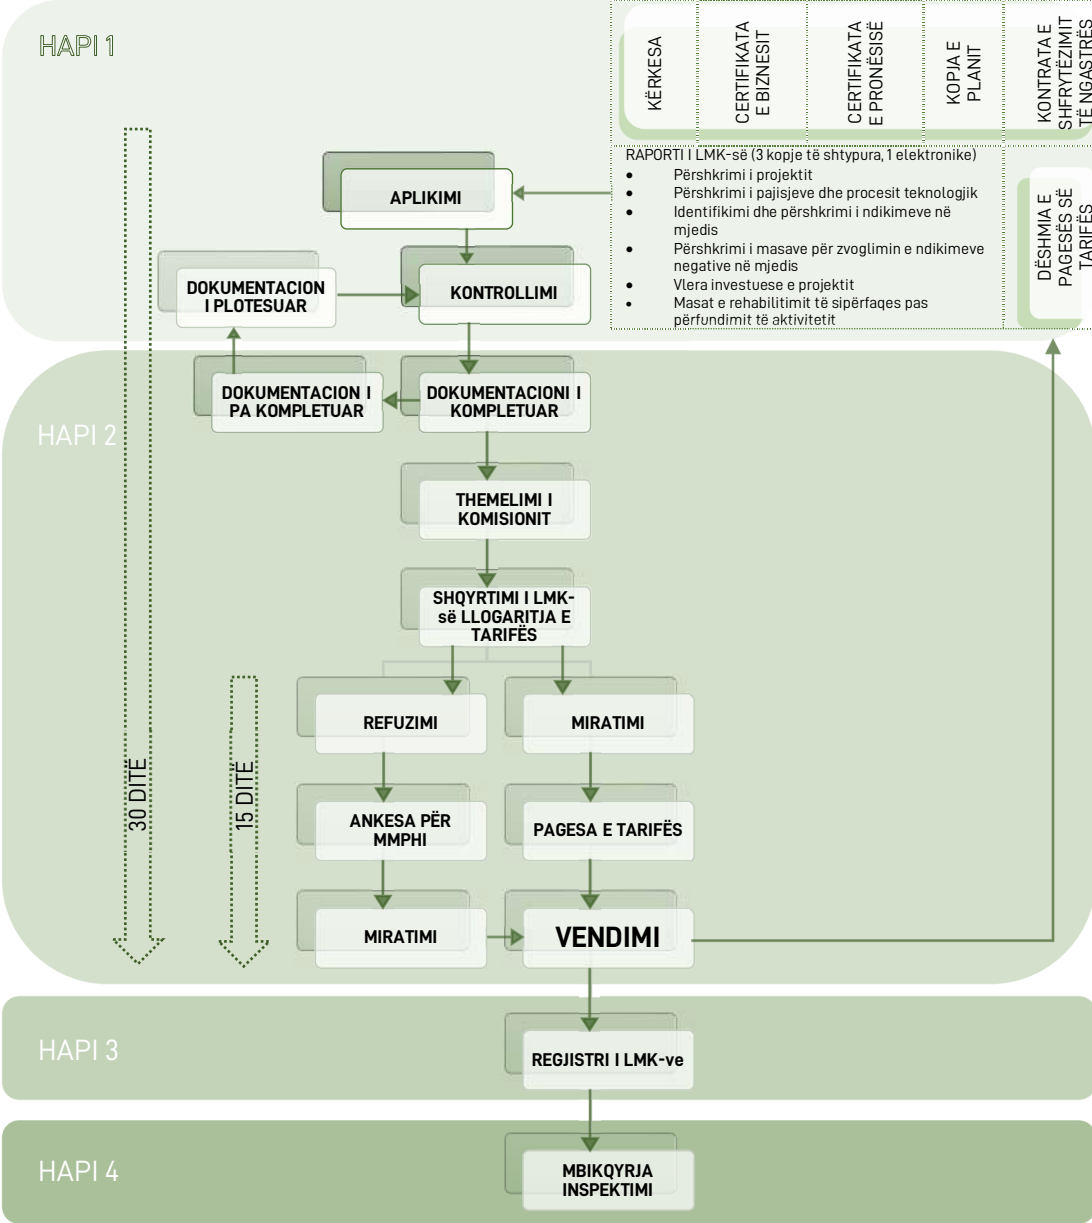 HAPI 1
KËRKESA
CERTIFIKATA
E BIZNESIT
CERTIFIKATA
E PRONËSISË
KOPJA E
PLANIT
KONTRATA E
SHFRYTËZIMIT
TË NGASTRËS
RAPORTI I LMK-së (3 kopje të shtypura, 1 elektronike)
• Përshkrimi i projektit
• Përshkrimi i pajisjeve dhe procesit teknologjik
• Identifikimi dhe përshkrimi i ndikimeve në
mjedis
• Përshkrimi i masave për zvoglimin e ndikimeve
negative në mjedis
• Vlera investuese e projektit
• Masat e rehabilitimit të sipërfaqes pas
përfundimit të aktivitetit
DËSHMIA E
PAGESËS SË
TARIFËS
APLIKIMI
DOKUMENTACION
I PLOTESUAR
KONTROLLIMI
HAPI 2
DOKUMENTACION I
PA KOMPLETUAR
DOKUMENTACIONI I
KOMPLETUAR
THEMELIMI I
KOMISIONIT
SHQYRTIMI I LMK-
së LLOGARITJA E
TARIFËS
30 DITË
15 DITË
REFUZIMI
MIRATIMI
ANKESA PËR
MMPHI
PAGESA E TARIFËS
MIRATIMI
VENDIMI
HAPI 3
REGJISTRI I LMK-ve
HAPI 4
MBIKQYRJA
INSPEKTIMI